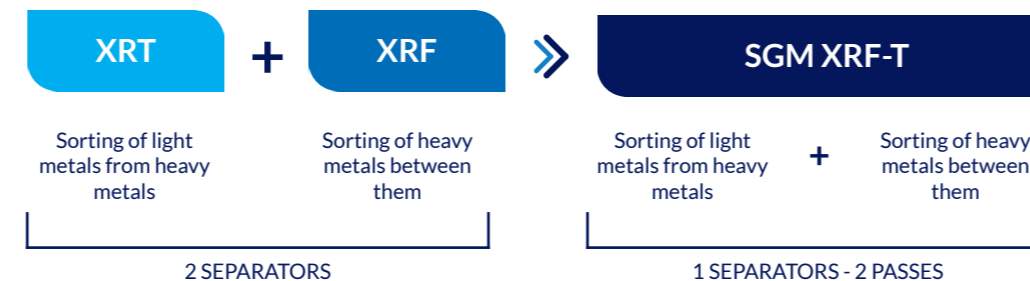 XRT
+
XRF
SGM XRF-T
Sorting of light
metals from heavy
metals
Sorting of heavy
metals between
them
Sorting of light
metals from heavy
metals
+
Sorting of heavy
metals between
them
2 SEPARATORS
1 SEPARATORS - 2 PASSES